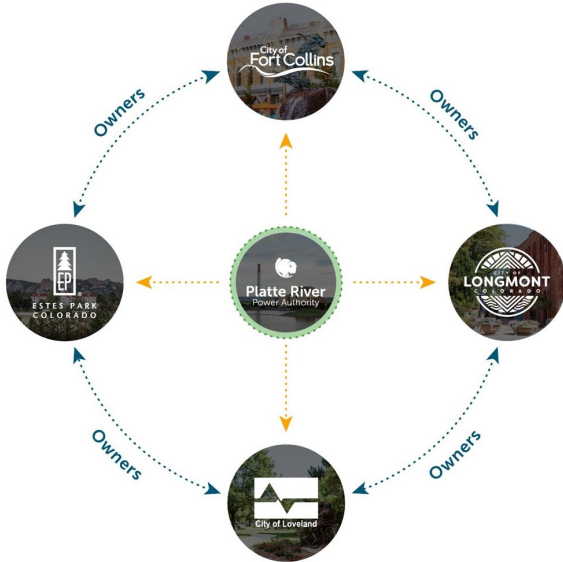 City of
Fort Collins
Owners
Owners
EP
ESTES PARK
COLORADO
Platte River
Power Authority
CITY OF
LONGMONT
COLORADO
Owners
Owners
City of Loveland